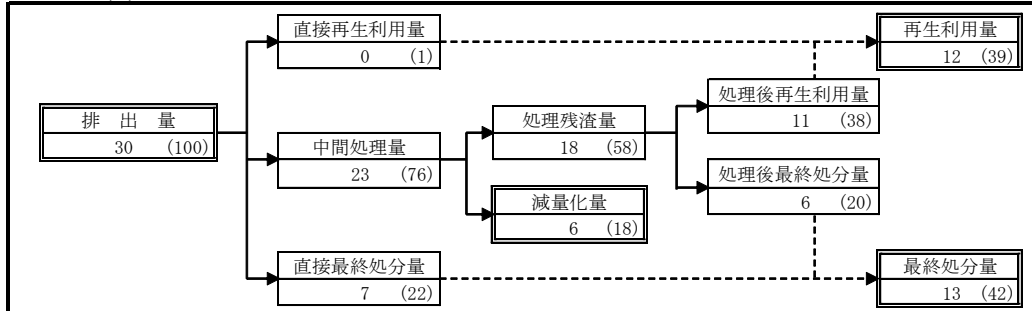 直接再生利用量
0 (1)
再生利用量
12 (39)
排 出 量
30 (100)
処理残渣量
18 (58)
処理後再生利用量
11 (38)
中間処理量
23 (76)
減量化量
6 (18)
処理後最終処分量
6 (20)
直接最終処分量
7 (22)
最終処分量
13 (42)